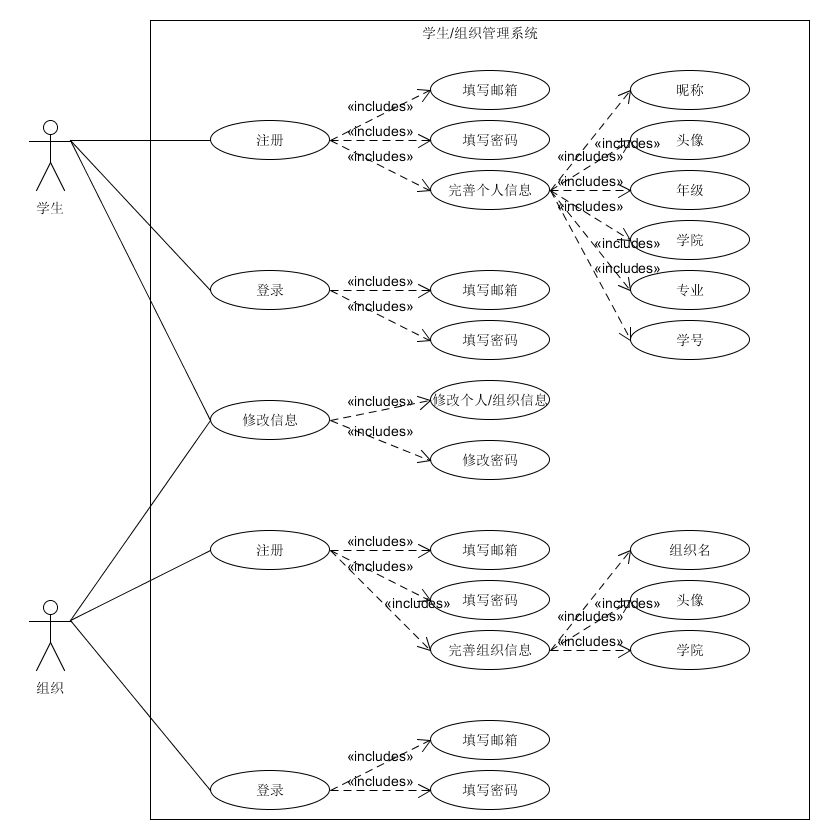 学生/组织管理系统
学生
注册
«includes»
填写邮箱
«includes»
填写密码
«includes»
完善个人信息
«includes»
昵称
«includes»
头像
«includes»
年级
«includes»
学院
«includes»
专业
«includes»
学号
登录
«includes»
填写邮箱
«includes»
填写密码
修改信息
«includes»
修改个人/组织信息
«includes»
修改密码
组织
注册
«includes»
填写邮箱
«includes»
填写密码
«includes»
完善组织信息
«includes»
组织名
«includes»
头像
«includes»
学院
登录
«includes»
填写邮箱
«includes»
填写密码